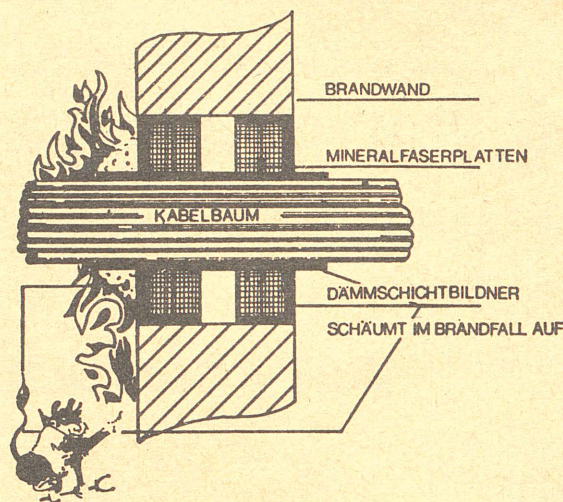 BRANDWAND
MINERALFASERPLATTEN
KABELBAUM
DÄMMSCHICHTBILDNER
SCHÄUMT IM BRANDFALL AUF